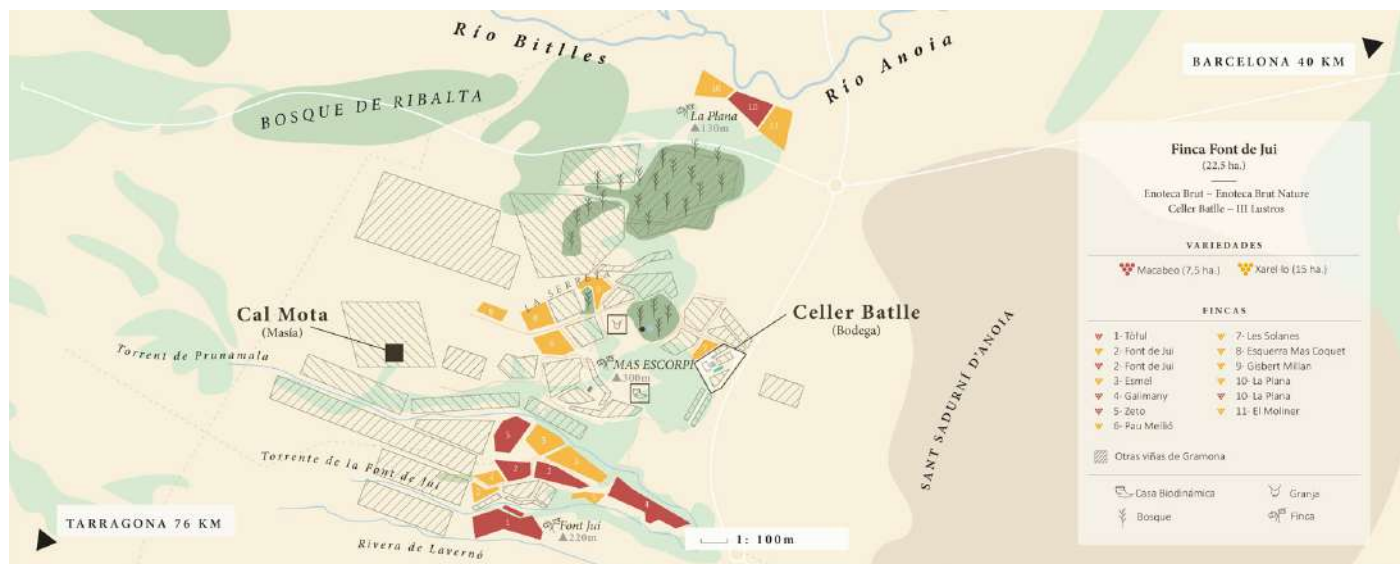 Río Bitlles
Río Anoia
BARCELONA 40 KM
BOSQUE DE RIBALTA
La Plana
130m
10
LA SERRETA
Cal Mota
(Masía)
Celler Batlle
(Bodega)
Torrent de Prunamala
MAS ESCORPI
300m
SANT SADURNÍ D'ANOIA
Torrente de la Font de Jui
TARRAGONA 76 KM
Font Jui
220m
Rivera de Lavernó
1: 100m
Finca Font de Jui
(22,5 ha.)
Enoteca Brut – Enoteca Brut Nature
Celler Batlle – III Lustros
VARIEDADES
Macabeo (7,5 ha.)
Xarel·lo (15 ha.)
FINCAS
1- Tòful
2- Font de Jui
2- Font de Jui
3- Esmel
4- Galimany
5- Zeto
6- Pau Mellió
7- Les Solanes
8- Esquerra Mas Coquet
9- Gisbert Millan
10- La Plana
10- La Plana
11- El Moliner
Otras viñas de Gramona
Casa Biodinámica
Granja
Bosque
Finca